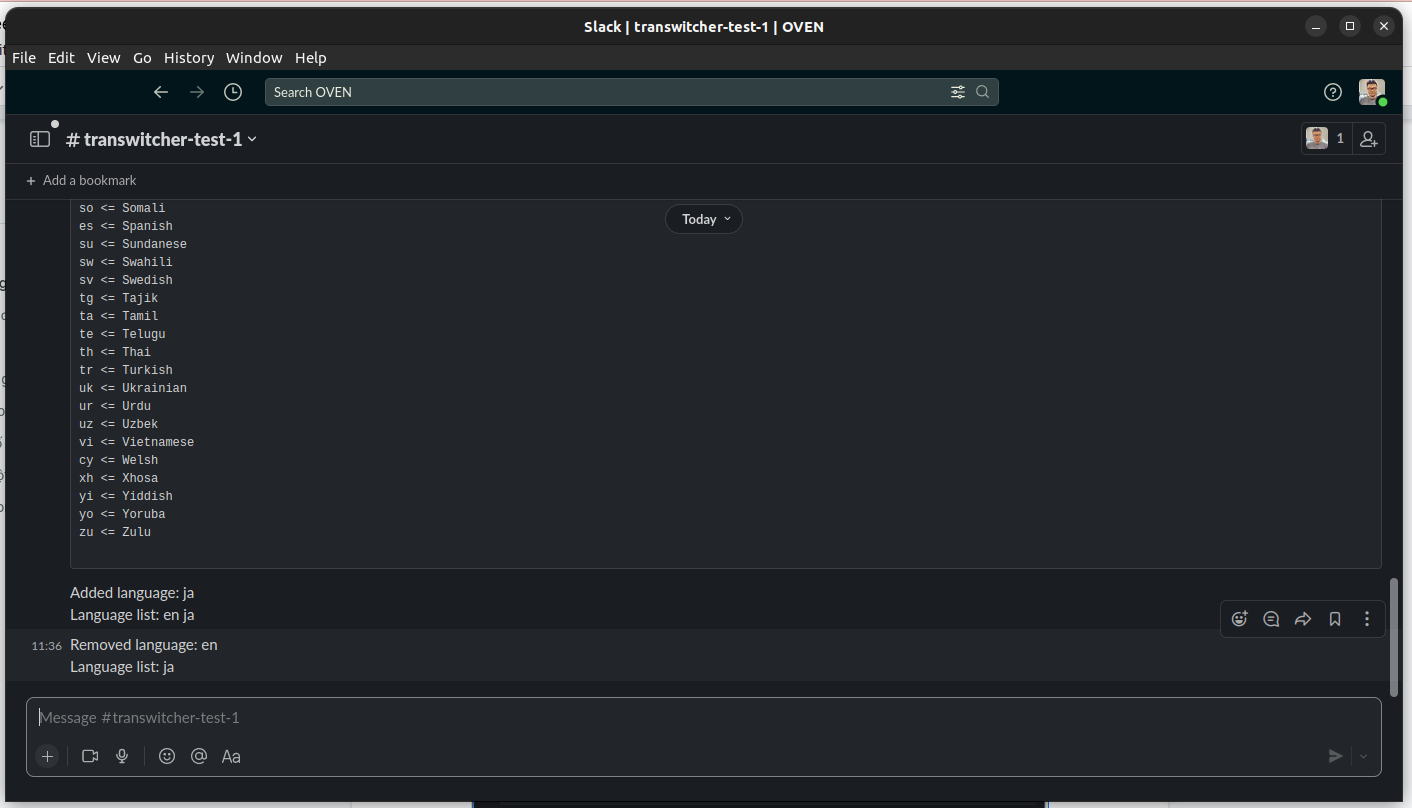 Slack | transwitcher-test-1 | OVEN
File Edit View Go History Window Help
Search OVEN
# transwitcher-test-1
1
+ Add a bookmark
Today
so <= Somali
es <= Spanish
su <= Sundanese
sw <= Swahili
sv <= Swedish
tg <= Tajik
ta <= Tamil
te <= Telugu
th <= Thai
tr <= Turkish
uk <= Ukrainian
ur <= Urdu
uz <= Uzbek
vi <= Vietnamese
cy <= Welsh
xh <= Xhosa
yi <= Yiddish
yo <= Yoruba
zu <= Zulu
Added language: ja
Language list: en ja
11:36 Removed language: en
Language list: ja
Message #transwitcher-test-1
Aa